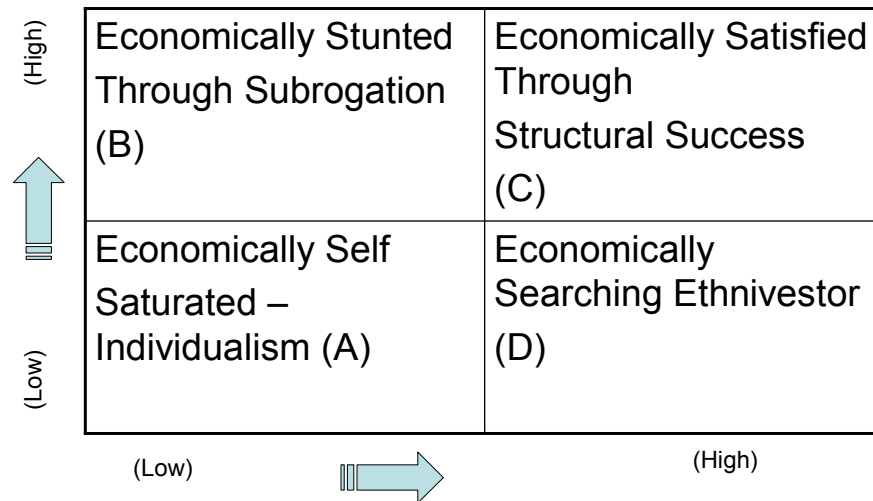 (High)
Economically Stunted
Through Subrogation
(B)
Economically Satisfied
Through
Structural Success
(C)
(Low)
Economically Self
Saturated –
Individualism (A)
Economically
Searching Ethnivestor
(D)
(Low)
(High)